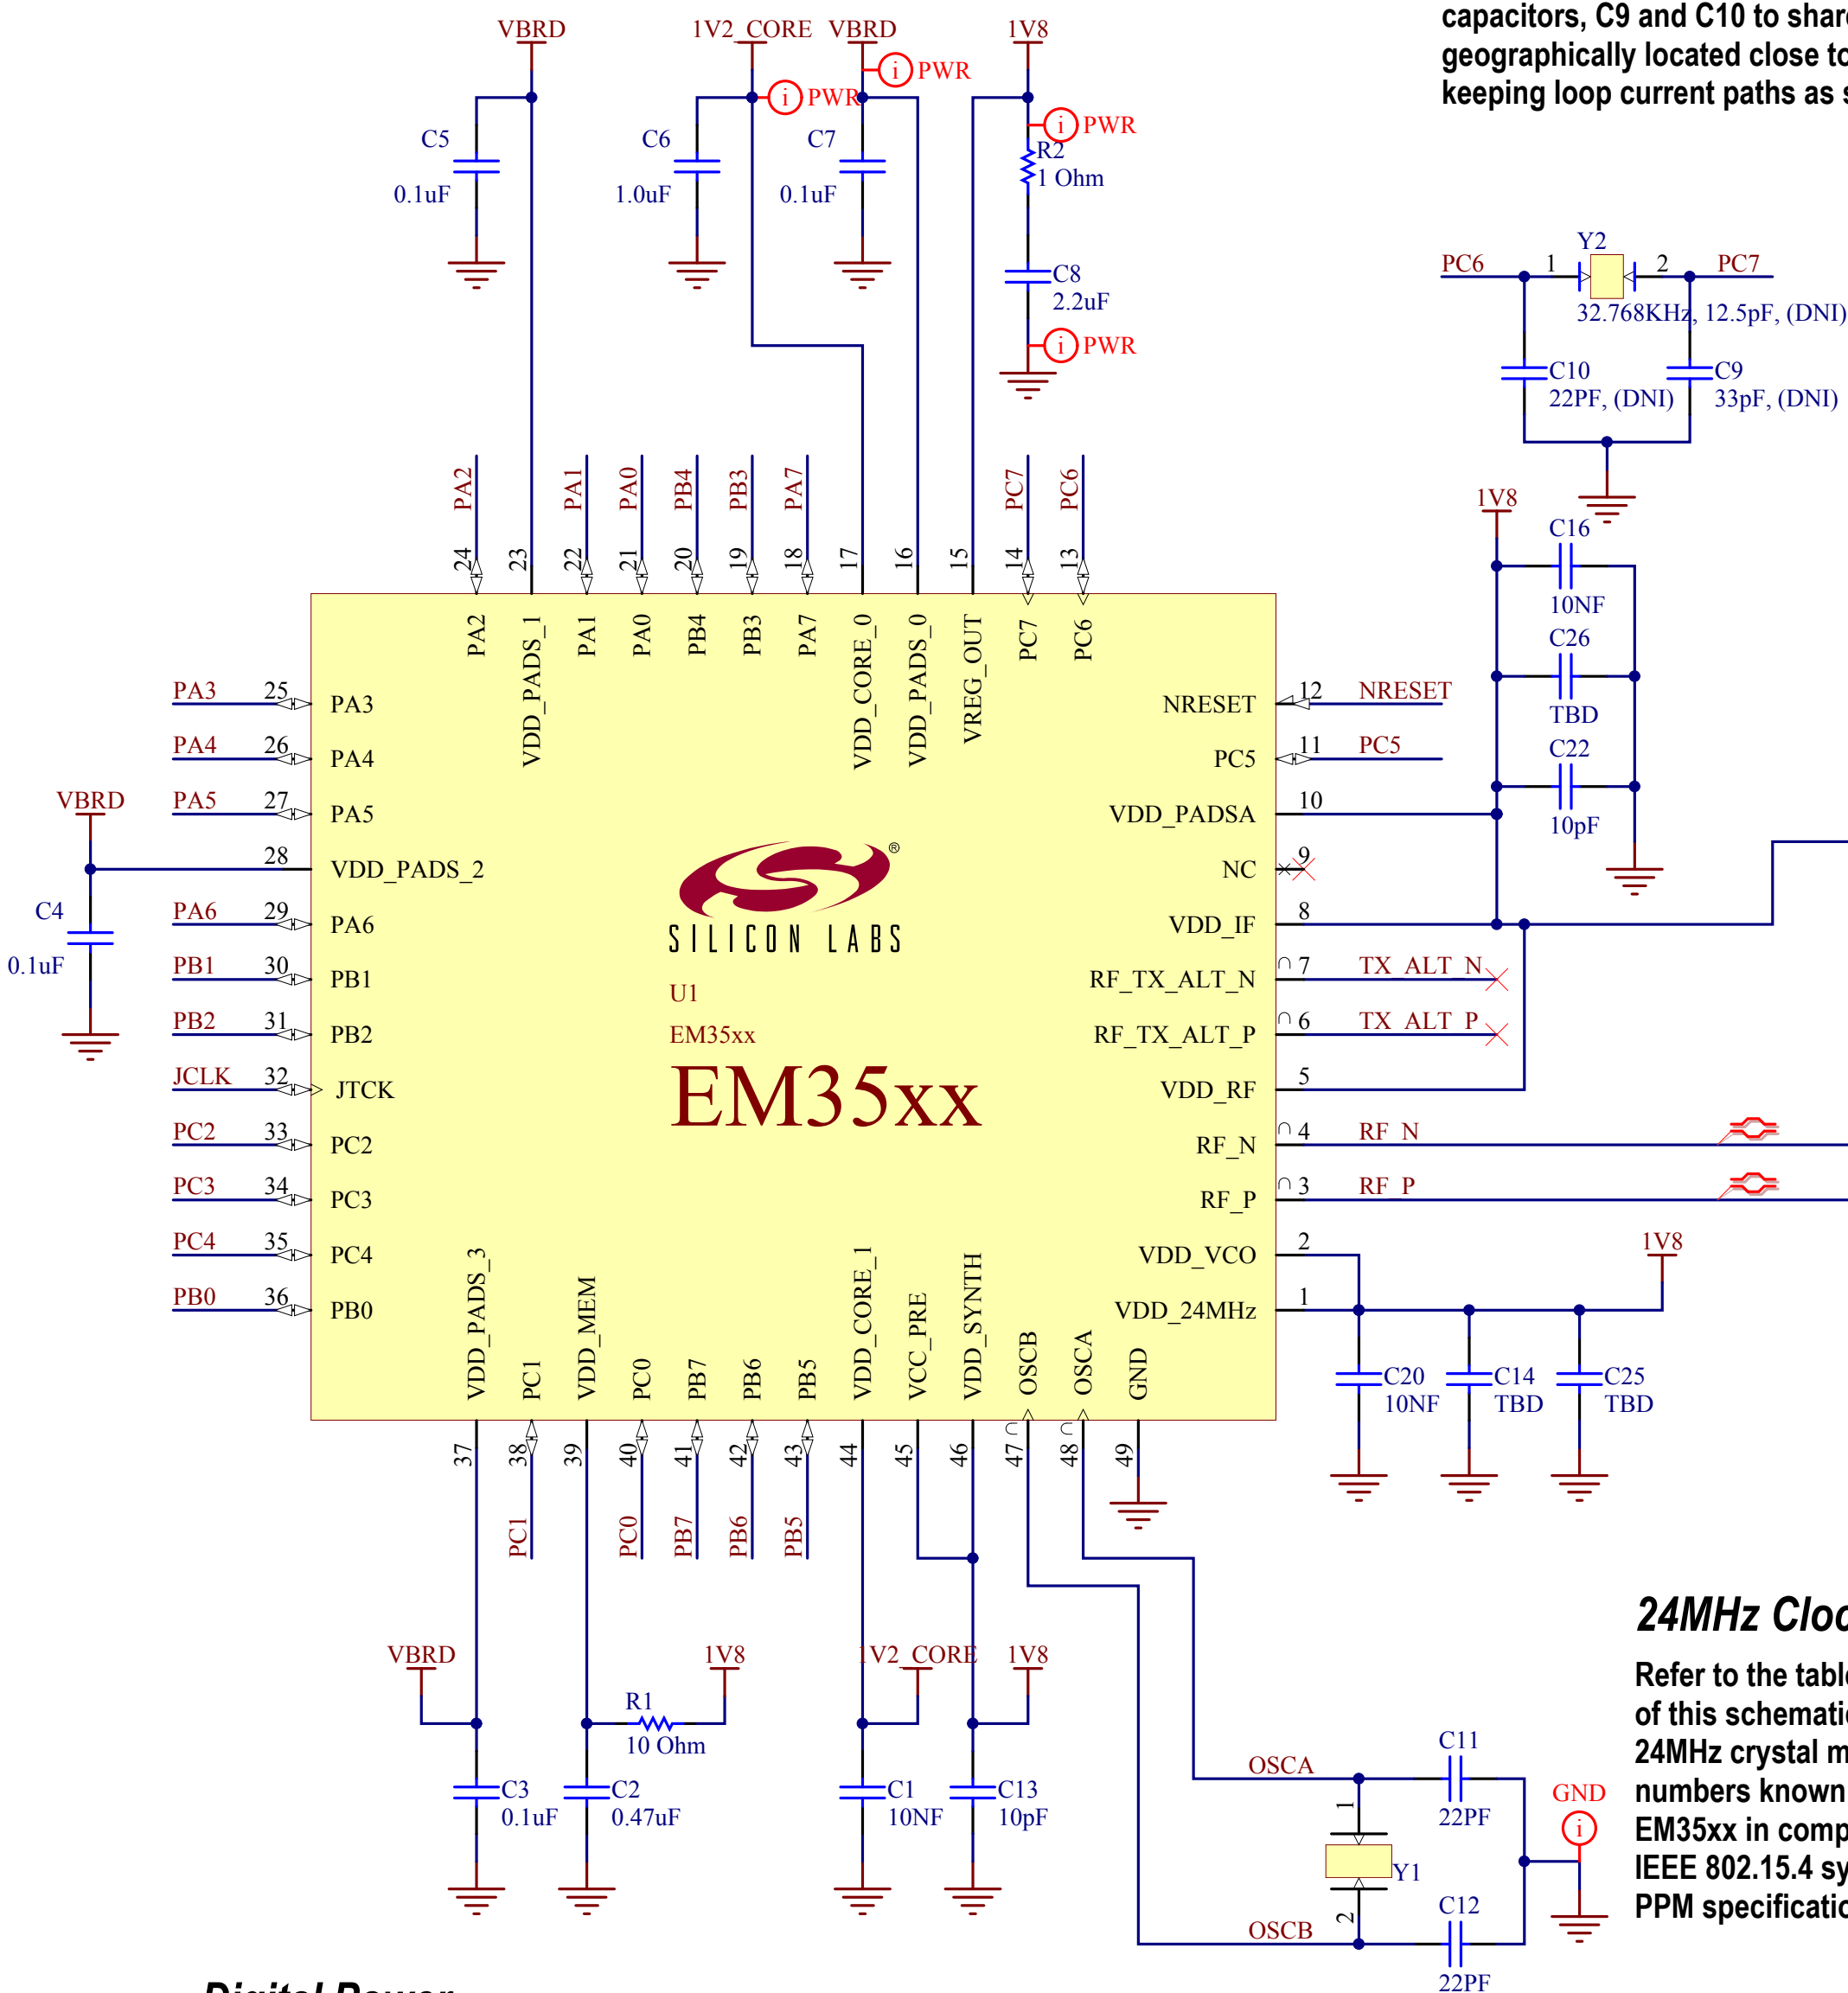 capacitors, C9 and C10 to share
geographically located close to
keeping loop current paths as s
VBRD
1V2_CORE
VBRD
1V8
i PWR
i PWR
i PWR
C5
0.1uF
C6
1.0uF
C7
0.1uF
R2
1 Ohm
C8
2.2uF
i PWR
PC6
1
Y2
2
PC7
32.768KHz, 12.5pF, (DNI)
C10
22PF, (DNI)
C9
33pF, (DNI)
PA2
PA1
PA0
PB4
PB3
PA7
PC7
PC6
24
23
22
21
20
19
18
17
16
15
14
13
PA2
VDD_PADS_1
PA1
PA0
PB4
PB3
PA7
VDD_CORE_0
VDD_PADS_0
VREG_OUT
PC7
PC6
1V8
C16
10NF
C26
TBD
C22
10pF
PA3 25 PA3
PA4 26 PA4
PA5 27 PA5
VBRD
28 VDD_PADS_2
C4
0.1uF
PA6 29 PA6
PB1 30 PB1
PB2 31 PB2
JCLK 32 JTCK
PC2 33 PC2
PC3 34 PC3
PC4 35 PC4
PB0 36 PB0
®
SILICON LABS
U1
EM35xx
EM35xx
NRESET 12 NRESET
PC5 11 PC5
VDD_PADSA 10
NC 9
VDD_IF 8
RF_TX_ALT_N 7 TX_ALT_N
RF_TX_ALT_P 6 TX_ALT_P
VDD_RF 5
RF_N 4 RF_N
RF_P 3 RF_P
VDD_VCO 2
VDD_24MHz 1
1V8
C20
10NF
C14
TBD
C25
TBD
VDD_PADS_3
PC1
VDD_MEM
PC0
PB7
PB6
PB5
VDD_CORE_1
VCC_PRE
VDD_SYNTH
OSCB
OSCA
GND
37
38
39
40
41
42
43
44
45
46
47
48
49
PC1
PC0
PB7
PB6
PB5
VBRD
1V8
1V2_CORE
1V8
R1
10 Ohm
C3
0.1uF
C2
0.47uF
C1
10NF
C13
10pF
OSCA
C11
22PF
1
Y1
2
GND
i
OSCB
C12
22PF
24MHz Cloc
Refer to the table
of this schematic
24MHz crystal m
numbers known
EM35xx in comp
IEEE 802.15.4 sy
PPM specificatio
Digital Power